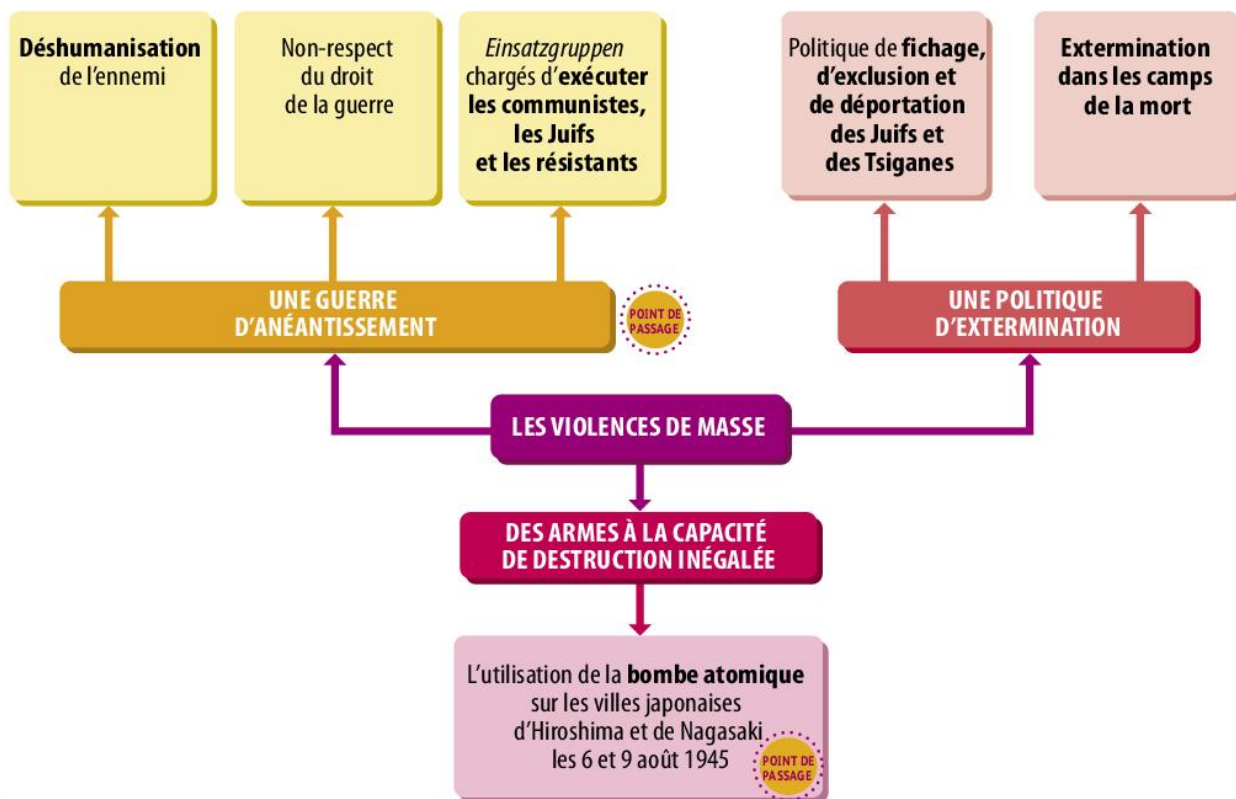 Déshumanisation
de l'ennemi
Non-respect
du droit
de la guerre
Einsatzgruppen
chargés d'exécuter
les communistes,
les Juifs
et les résistants
Politique de fichage,
d'exclusion et
de déportation
des Juifs et
des Tsiganes
Extermination
dans les camps
de la mort
UNE GUERRE
D'ANÉANTISSEMENT
POINT DE
PASSAGE
UNE POLITIQUE
D'EXTERMINATION
LES VIOLENCES DE MASSE
DES ARMES À LA CAPACITÉ
DE DESTRUCTION INÉGALÉE
L'utilisation de la bombe atomique
sur les villes japonaises
d'Hiroshima et de Nagasaki
les 6 et 9 août 1945
POINT DE
PASSAGE